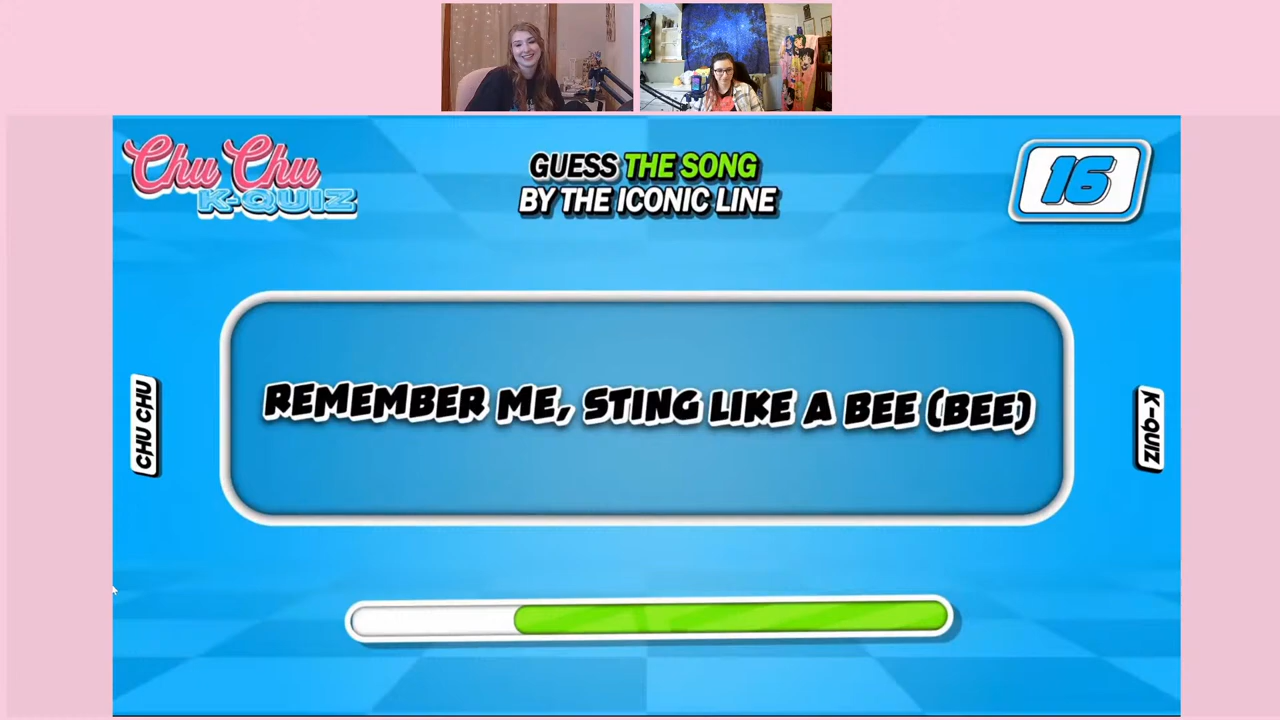 Chu Chu
K-QUIZ
GUESS THE SONG
BY THE ICONIC LINE
16
REMEMBER ME, STING LIKE A BEE (BEE)
CHU CHU
K-QUIZ